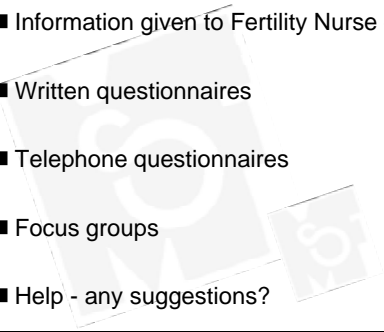 ■ Information given to Fertility Nurse
■ Written questionnaires
■ Telephone questionnaires
■ Focus groups
■ Help - any suggestions?